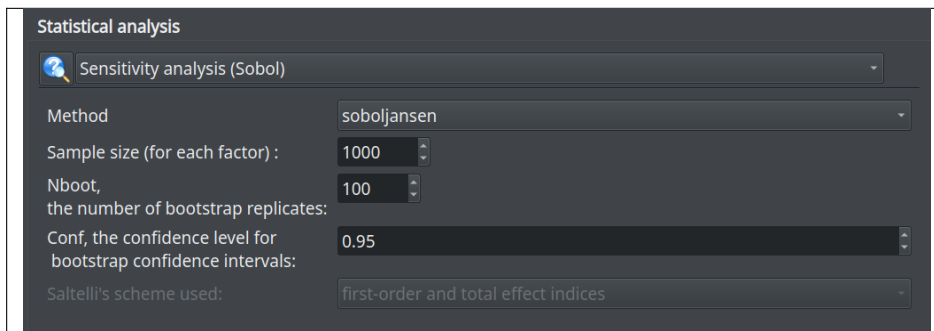 Statistical analysis
Sensitivity analysis (Sobol)
Method
soboljansen
Sample size (for each factor) :
1000
Nboot,
the number of bootstrap replicates:
100
Conf, the confidence level for
bootstrap confidence intervals:
0.95
Saltelli's scheme used:
first-order and total effect indices